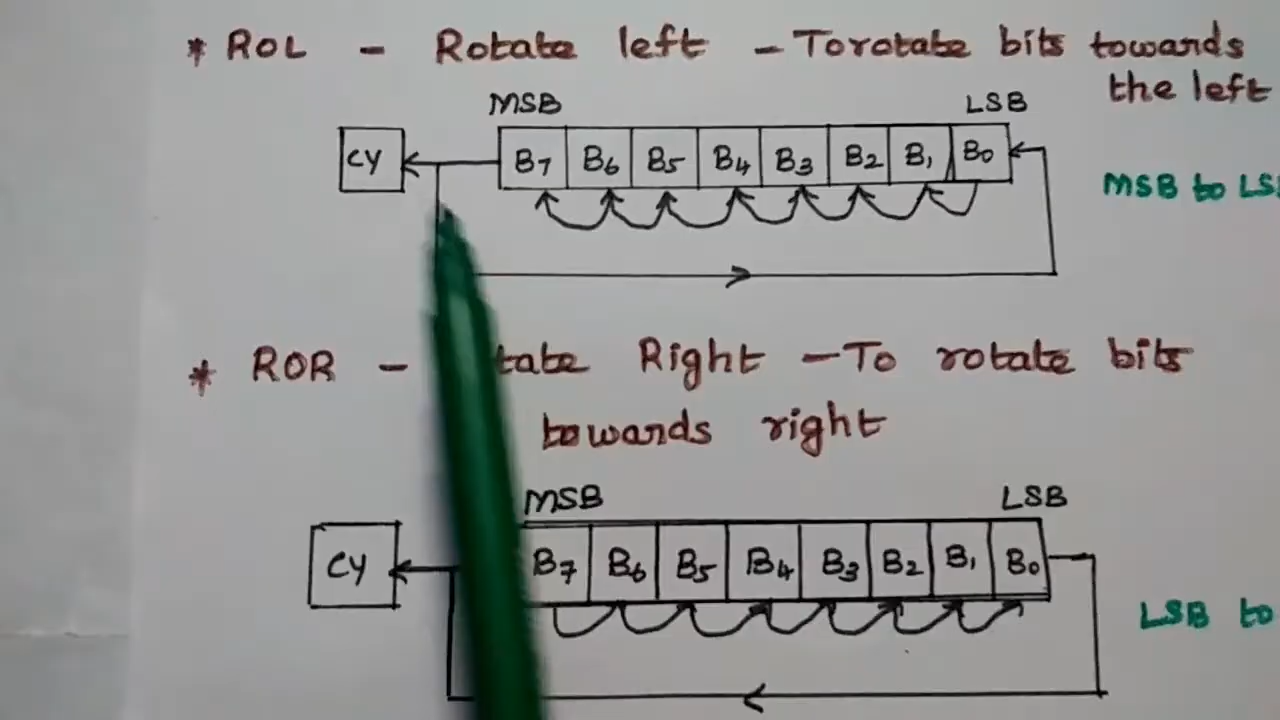 * ROL - Rotate left - To rotate bits towards
the left
MSB LSB
CY B7 B6 B5 B4 B3 B2 B1 B0
MSB to LS
* ROR - tate Right - To rotate bits
towards right
MSB LSB
CY B7 B6 B5 B4 B3 B2 B1 B0
LSB to